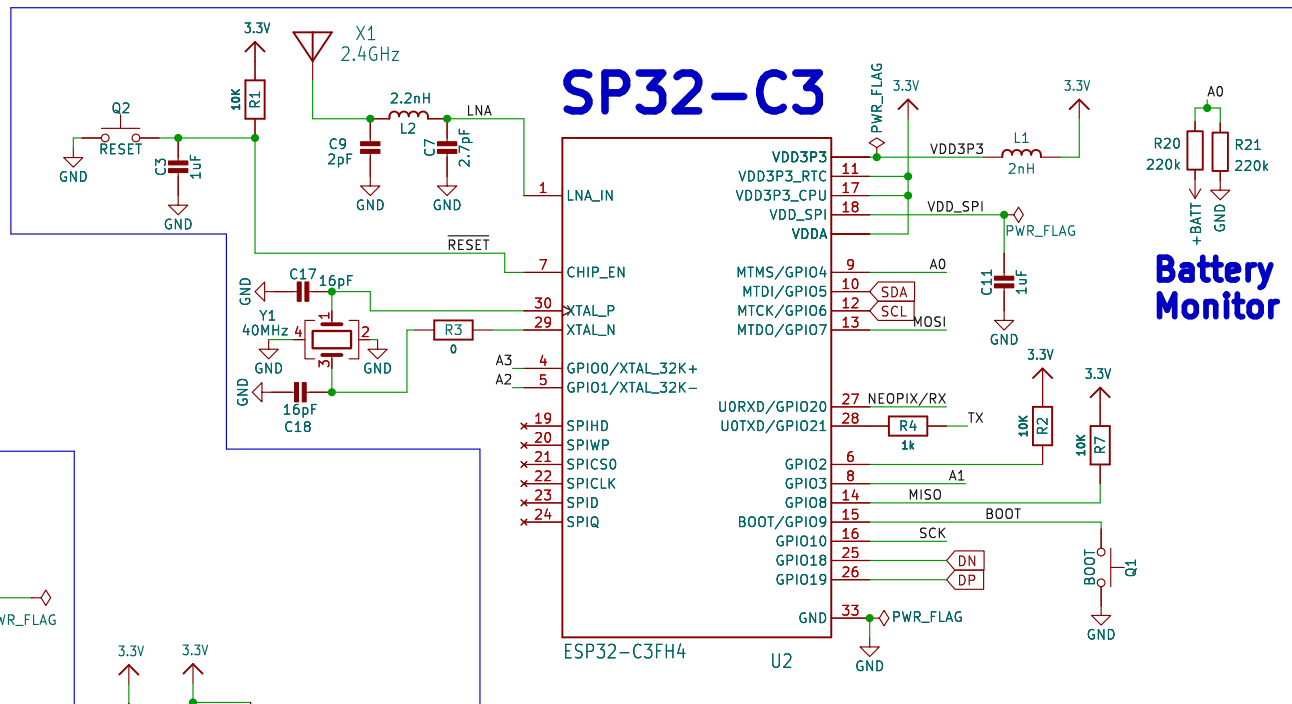 SP32-C3
3.3V
10K
R1
Q2
RESET
GND
C3
1uF
GND
X1
2.4GHz
2.2nH
L2
LNA
C9
2pF
GND
C7
2.7pF
GND
RESET
C17
16pF
GND
Y1
40MHz
1
4
2
3
GND
GND
GND
16pF
C18
R3
0
A3
A2
1
LNA_IN
7
CHIP_EN
30
XTAL_P
29
XTAL_N
4
GPIO0/XTAL_32K+
5
GPIO1/XTAL_32K-
19
SPIHD
20
SPIWP
21
SPICS0
22
SPICLK
23
SPID
24
SPIQ
VDD3P3
VDD3P3_RTC
11
VDD3P3_CPU
17
VDD_SPI
18
VDDA
MTMS/GPIO4
9
A0
MTDI/GPIO5
10
SDA
MTCK/GPIO6
12
SCL
MTDO/GPIO7
13
MOSI
U0RXD/GPIO20
27
NEOPIX/RX
U0TXD/GPIO21
28
R4
1k
TX
GPIO2
6
GPIO3
8
A1
GPIO8
14
MISO
BOOT/GPIO9
15
BOOT
GPIO10
16
SCK
GPIO18
25
DN
GPIO19
26
DP
GND
33
PWR_FLAG
GND
ESP32-C3FH4
U2
PWR_FLAG
3.3V
VDD3P3
L1
2nH
3.3V
VDD_SPI
PWR_FLAG
C11
1uF
GND
3.3V
10K
R2
3.3V
10K
R7
BOOT
Q1
GND
A0
R20
220k
R21
220k
+BATT
GND
Battery
Monitor
WR_FLAG
3.3V
3.3V